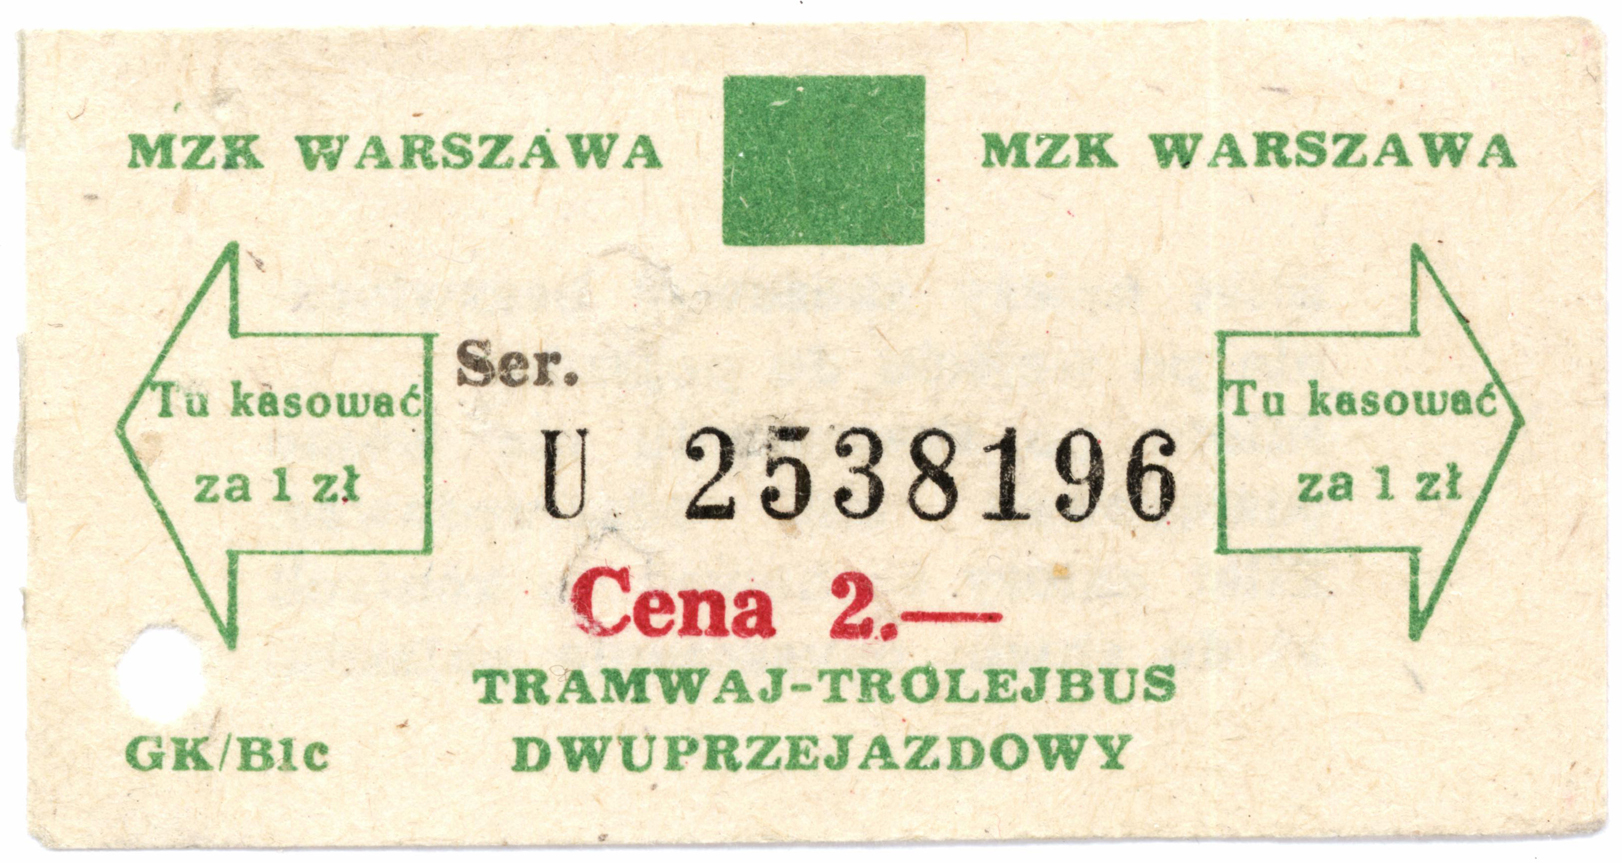 MZK WARSZAWA MZK WARSZAWA
Ser.
Tu kasować Tu kasować
za 1 zł za 1 zł
U 2538196
Cena 2.—
TRAMWAJ-TROLEJBUS
GK/B1c DWUPRZEJAZDOWY